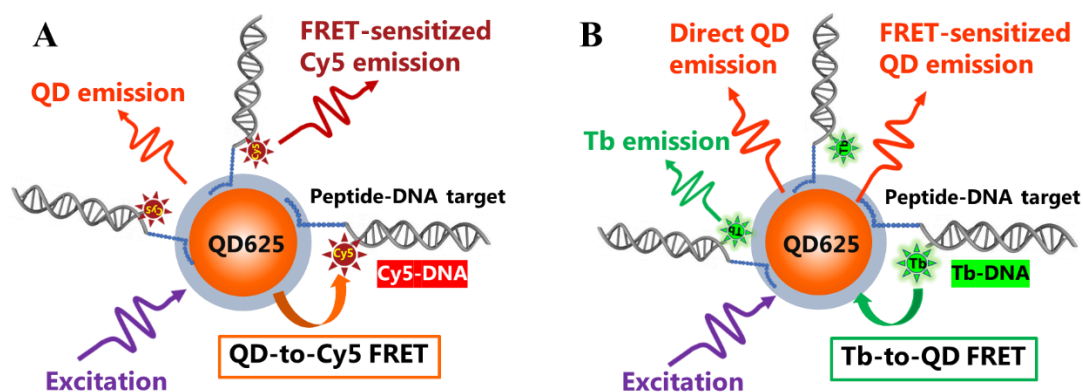 A
FRET-sensitized
Cy5 emission
QD emission
Cy5
Cy5
Peptide-DNA target
QD625
Cy5
Cy5-DNA
QD-to-Cy5 FRET
Excitation
B
Direct QD
emission
FRET-sensitized
QD emission
Tb emission
Tb
Tb
Peptide-DNA target
QD625
Tb
Tb-DNA
Tb-to-QD FRET
Excitation